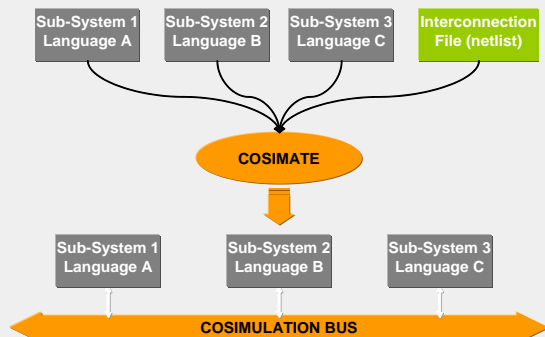 Sub-System 1
Language A
Sub-System 2
Language B
Sub-System 3
Language C
Interconnection
File (netlist)
COSIMATE
Sub-System 1
Language A
Sub-System 2
Language B
Sub-System 3
Language C
COSIMULATION BUS